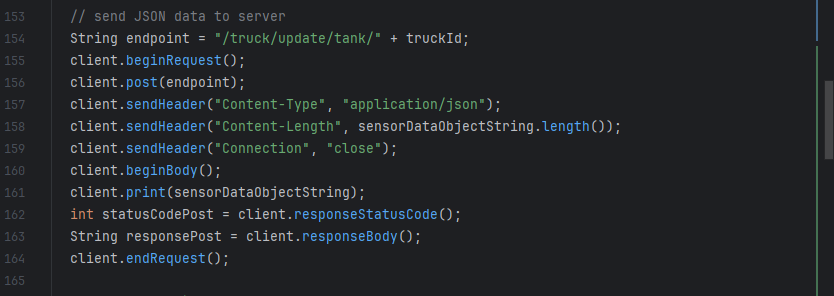 153 // send JSON data to server
154 String endpoint = "/truck/update/tank/" + truckId;
155 client.beginRequest();
156 client.post(endpoint);
157 client.sendHeader("Content-Type", "application/json");
158 client.sendHeader("Content-Length", sensorDataObjectString.length());
159 client.sendHeader("Connection", "close");
160 client.beginBody();
161 client.print(sensorDataObjectString);
162 int statusCodePost = client.responseStatusCode();
163 String responsePost = client.responseBody();
164 client.endRequest();
165